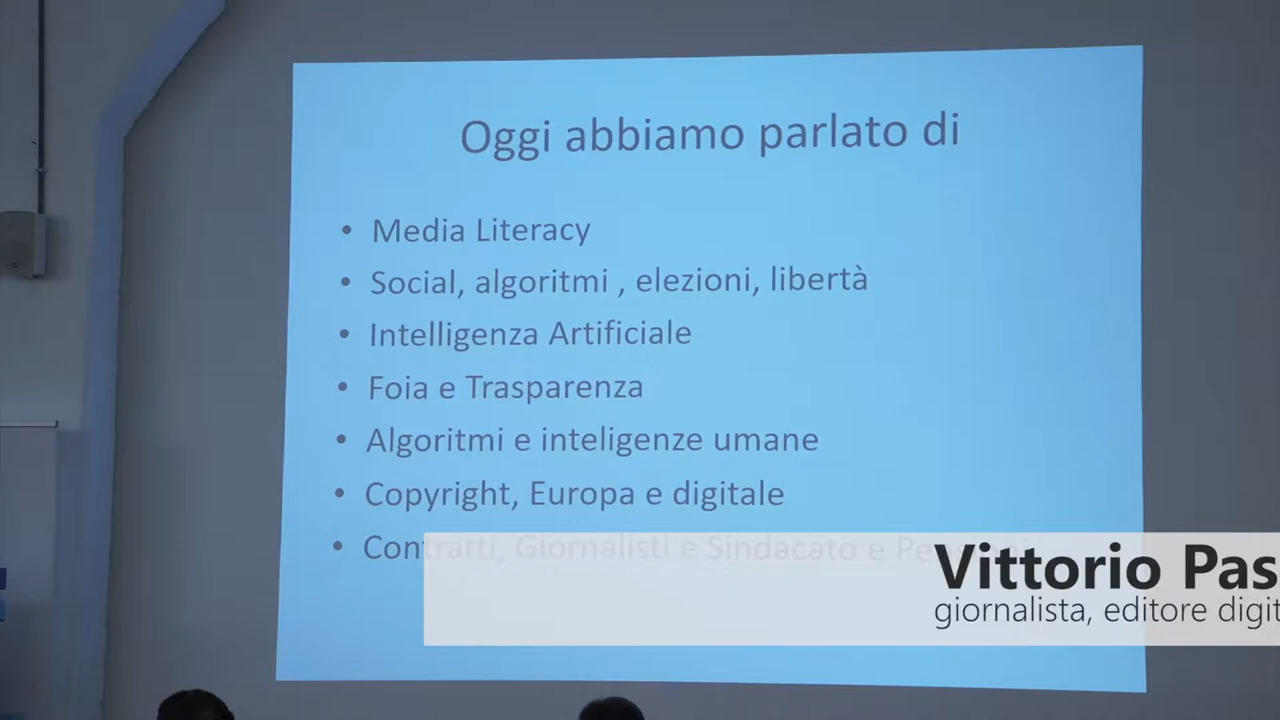 Oggi abbiamo parlato di
• Media Literacy
• Social, algoritmi , elezioni, libertà
• Intelligenza Artificiale
• Foia e Trasparenza
• Algoritmi e inteligenze umane
• Copyright, Europa e digitale
• Contratti, Giornalisti e Sindacato e
Vittorio Pas
giornalista, editore digit